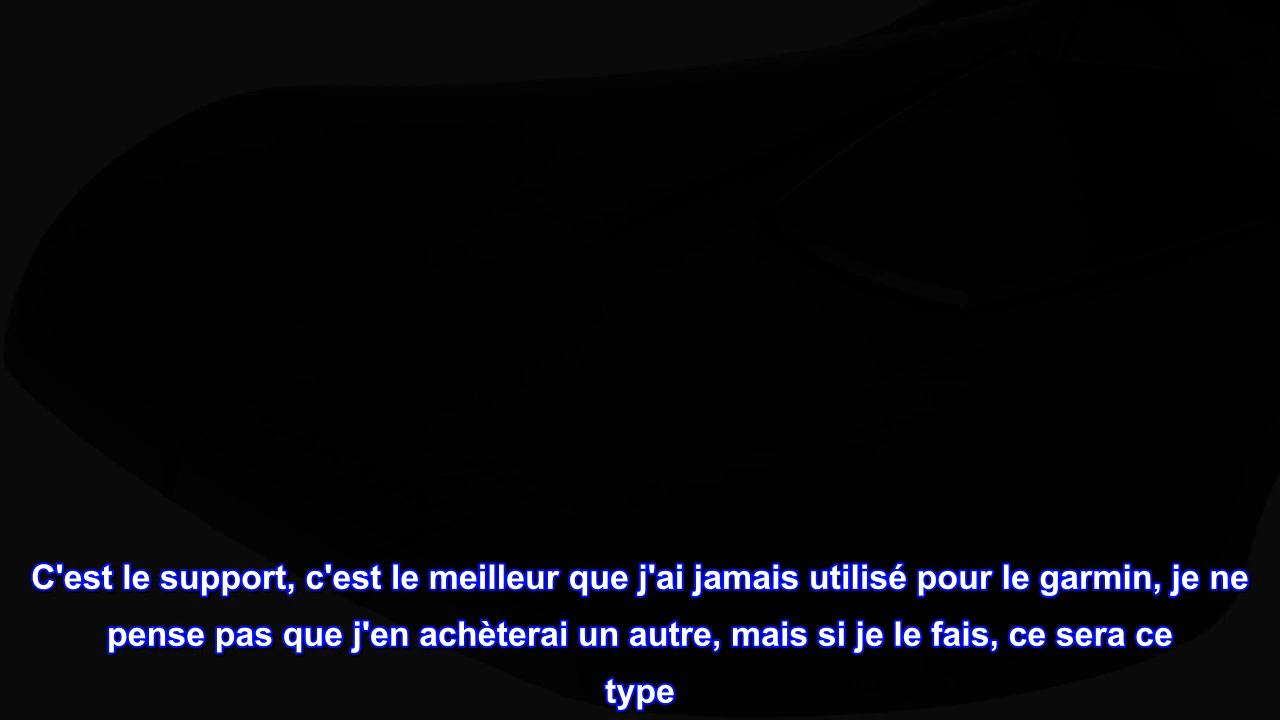 C'est le support, c'est le meilleur que j'ai jamais utilisé pour le garmin, je ne
pense pas que j'en achèterai un autre, mais si je le fais, ce sera ce
type